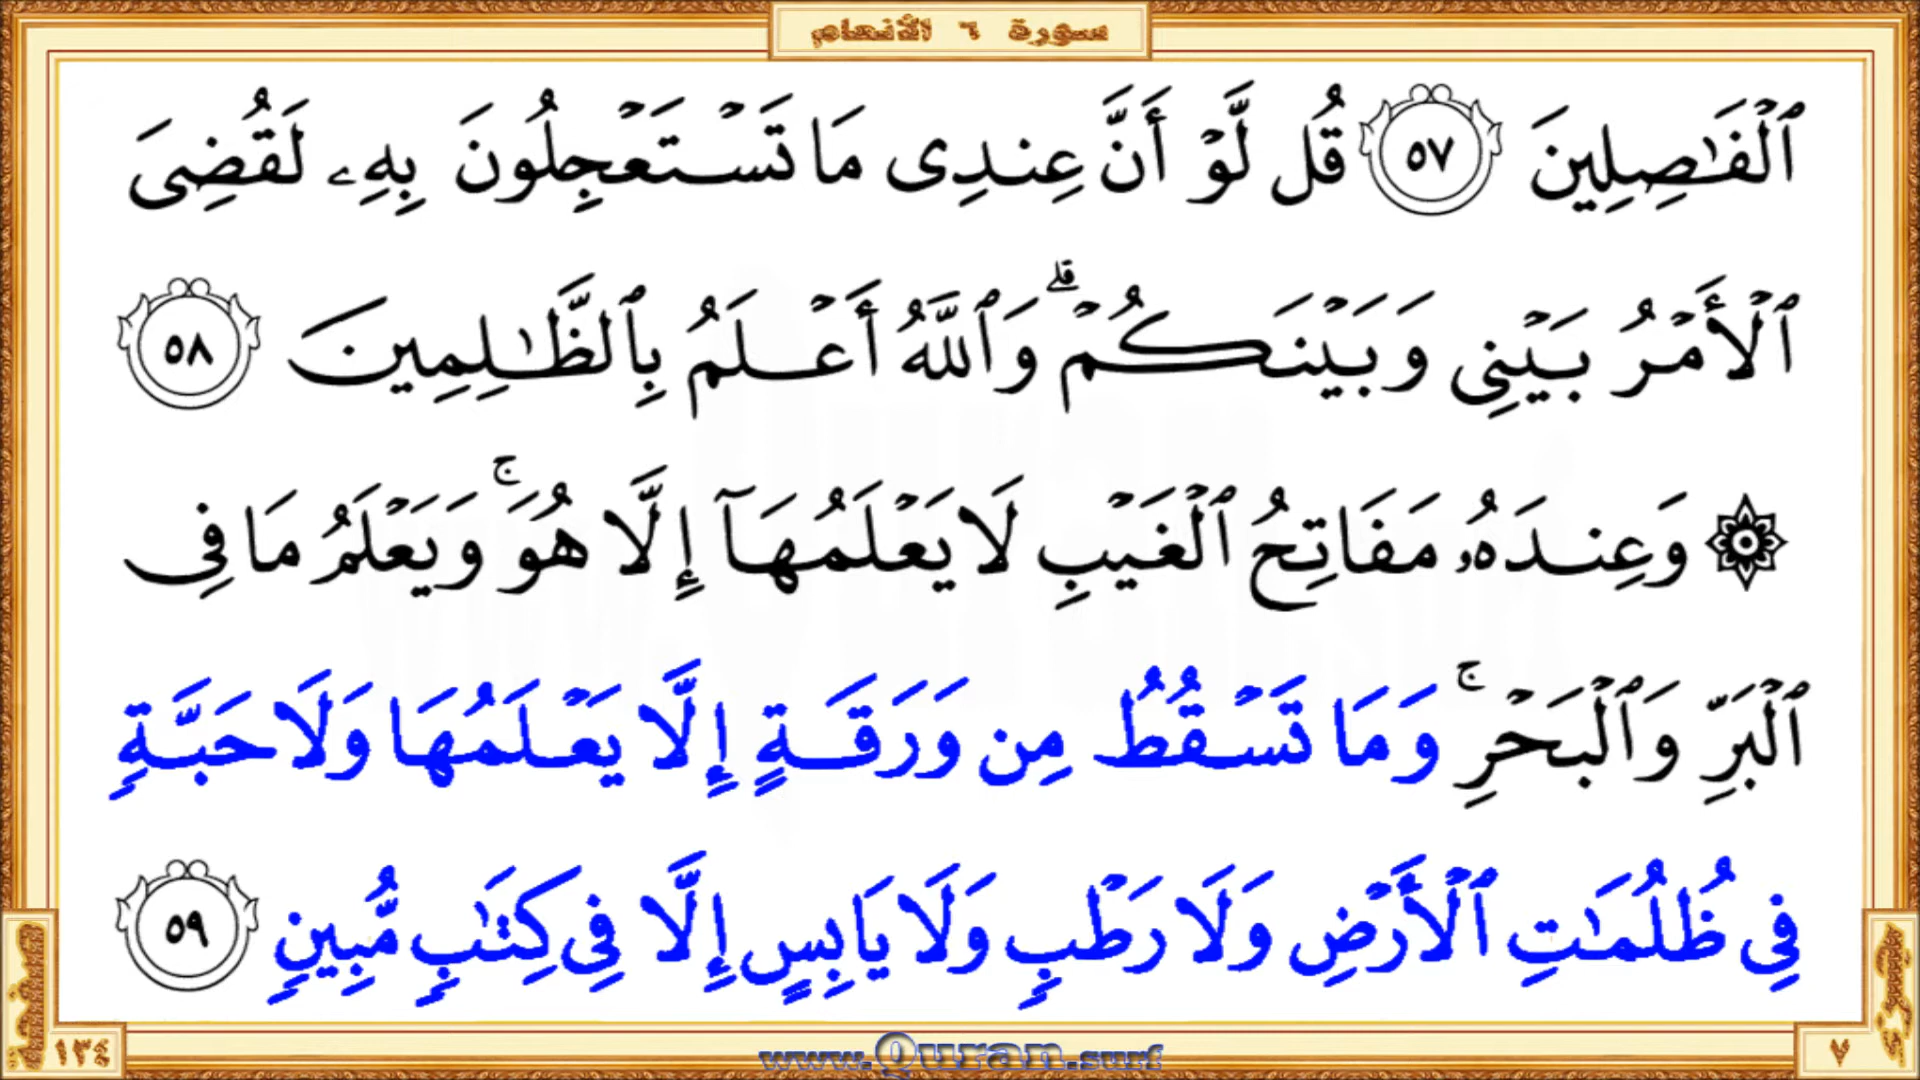 سورة ٦ الأنعام
ٱلْفَـٰصِلِينَ ٥٧ قُل لَّوْ أَنَّ عِندِى مَا تَسْتَعْجِلُونَ بِهِۦ لَقُضِىَ
ٱلْأَمْرُ بَيْنِى وَبَيْنَكُمْ ۗ وَٱللَّهُ أَعْلَمُ بِٱلظَّـٰلِمِينَ ٥٨
۞ وَعِندَهُۥ مَفَاتِحُ ٱلْغَيْبِ لَا يَعْلَمُهَآ إِلَّا هُوَ ۚ وَيَعْلَمُ مَا فِى
ٱلْبَرِّ وَٱلْبَحْرِ ۚ وَمَا تَسْقُطُ مِن وَرَقَةٍ إِلَّا يَعْلَمُهَا وَلَا حَبَّةٍ
فِى ظُلُمَـٰتِ ٱلْأَرْضِ وَلَا رَطْبٍ وَلَا يَابِسٍ إِلَّا فِى كِتَـٰبٍ مُّبِينٍ ٥٩
٧
www.Quran.surf
الصفحة ١٣٤